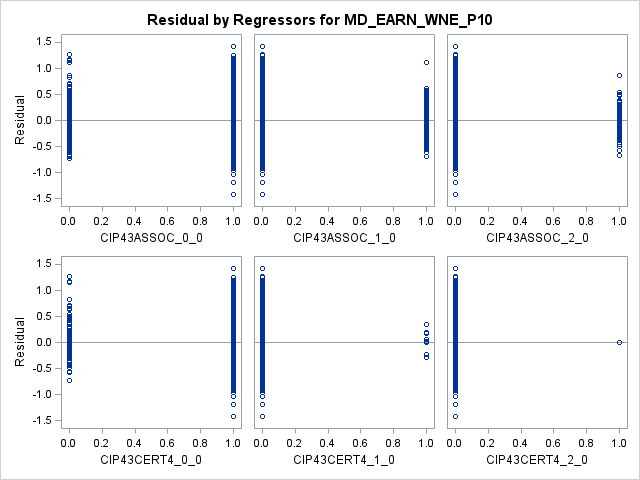 Residual by Regressors for MD_EARN_WNE_P10
Residual
1.5
1.0
0.5
0.0
-0.5
-1.0
-1.5
0.0 0.2 0.4 0.6 0.8 1.0
CIP43ASSOC_0_0
0.0 0.2 0.4 0.6 0.8 1.0
CIP43ASSOC_1_0
0.0 0.2 0.4 0.6 0.8 1.0
CIP43ASSOC_2_0
Residual
1.5
1.0
0.5
0.0
-0.5
-1.0
-1.5
0.0 0.2 0.4 0.6 0.8 1.0
CIP43CERT4_0_0
0.0 0.2 0.4 0.6 0.8 1.0
CIP43CERT4_1_0
0.0 0.2 0.4 0.6 0.8 1.0
CIP43CERT4_2_0